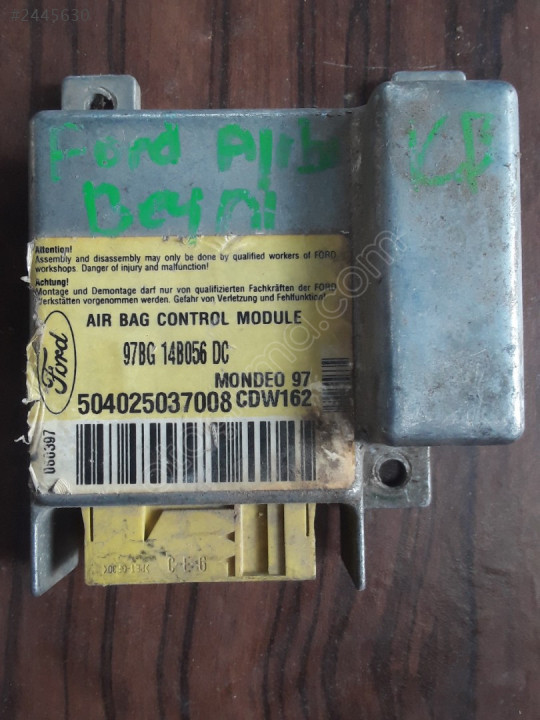 #2445630
Ford Airb
Beyni
Attention!
Assembly and disassembly may only be done by qualified workers of FORD
workshops. Danger of injury and malfunction!
Achtung!
Montage und Demontage darf nur von qualifizierten Fachkräften der FORD
Werkstätten vorgenommen werden. Gefahr von Verletzung und Fehlfunktion!
Ford
AIR BAG CONTROL MODULE
97BG 14B056 DC
MONDEO 97
504025037008 CDW162
060397